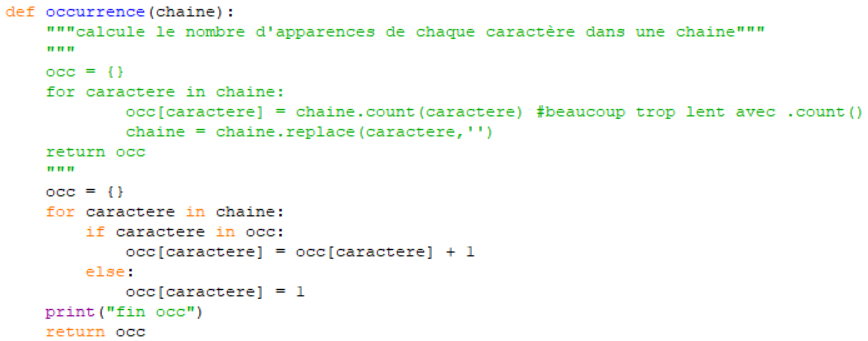 def occurrence(chaine):
    """calcule le nombre d'apparences de chaque caractère dans une chaine"""
    """
    occ = {}
    for caractere in chaine:
            occ[caractere] = chaine.count(caractere) #beaucoup trop lent avec .count()
            chaine = chaine.replace(caractere,'')
    return occ
    """
    occ = {}
    for caractere in chaine:
        if caractere in occ:
            occ[caractere] = occ[caractere] + 1
        else:
            occ[caractere] = 1
    print("fin occ")
    return occ